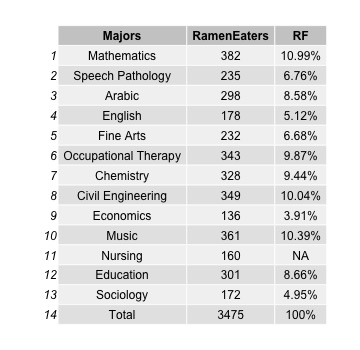 Majors RamenEaters RF
1 Mathematics 382 10.99%
2 Speech Pathology 235 6.76%
3 Arabic 298 8.58%
4 English 178 5.12%
5 Fine Arts 232 6.68%
6 Occupational Therapy 343 9.87%
7 Chemistry 328 9.44%
8 Civil Engineering 349 10.04%
9 Economics 136 3.91%
10 Music 361 10.39%
11 Nursing 160 NA
12 Education 301 8.66%
13 Sociology 172 4.95%
14 Total 3475 100%